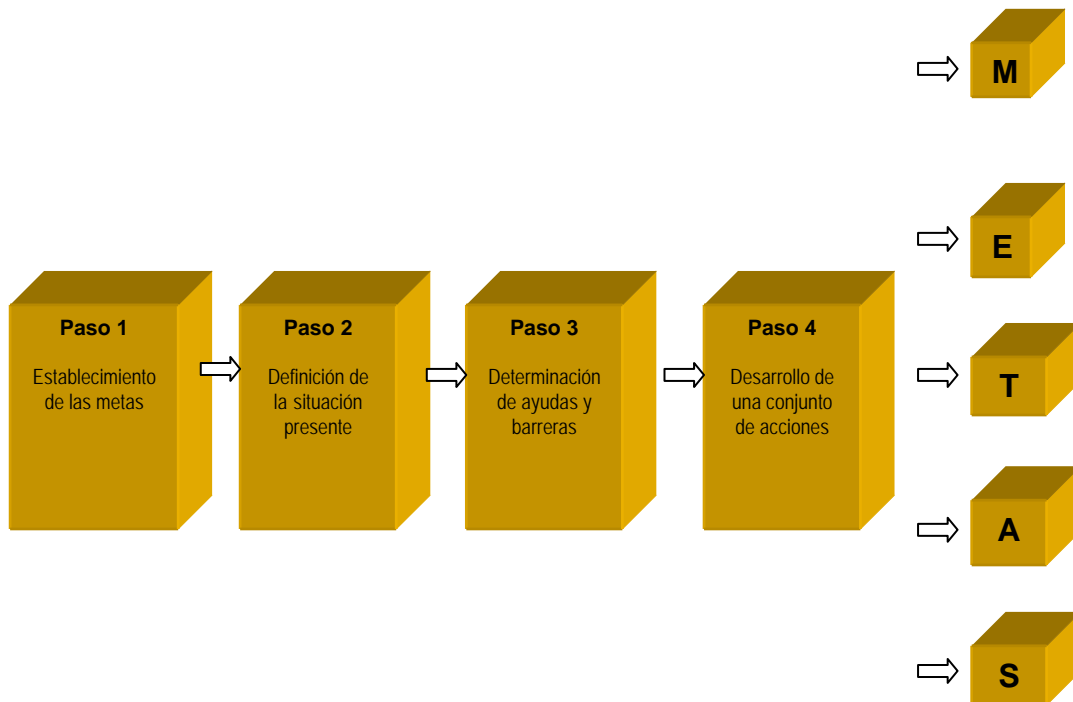 Paso 1
Establecimiento
de las metas
Paso 2
Definición de
la situación
presente
Paso 3
Determinación
de ayudas y
barreras
Paso 4
Desarrollo de
una conjunto
de acciones
M
E
T
A
S